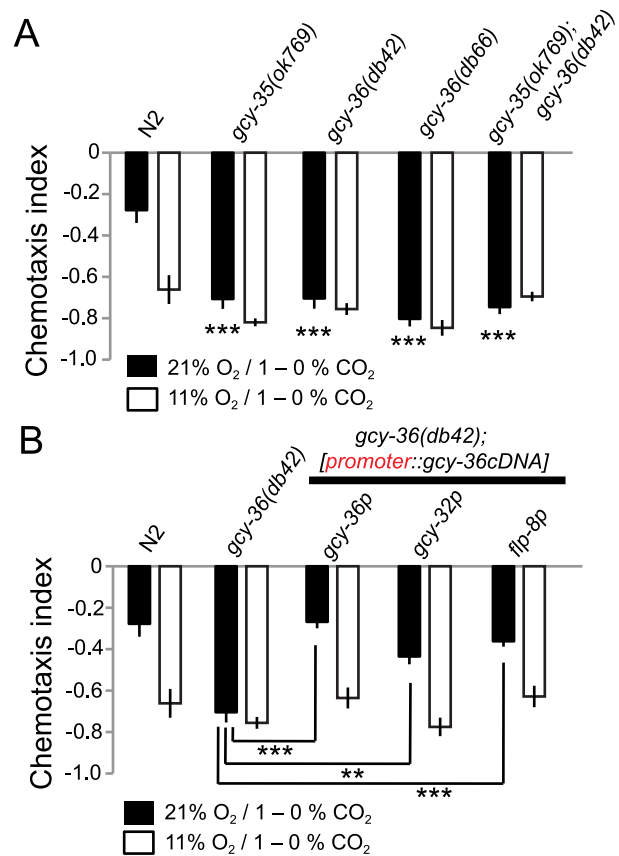 A
N2
gcy-35(ok769)
gcy-36(db42)
gcy-36(db66)
gcy-35(ok769);
gcy-36(db42)
Chemotaxis index
0
-0.2
-0.4
-0.6
-0.8
-1.0
***
***
***
***
21% O₂ / 1 – 0 % CO₂
11% O₂ / 1 – 0 % CO₂
B
gcy-36(db42);
[promoter::gcy-36cDNA]
N2
gcy-36(db42)
gcy-36p
gcy-32p
flp-8p
Chemotaxis index
0
-0.2
-0.4
-0.6
-0.8
-1.0
***
**
***
21% O₂ / 1 – 0 % CO₂
11% O₂ / 1 – 0 % CO₂